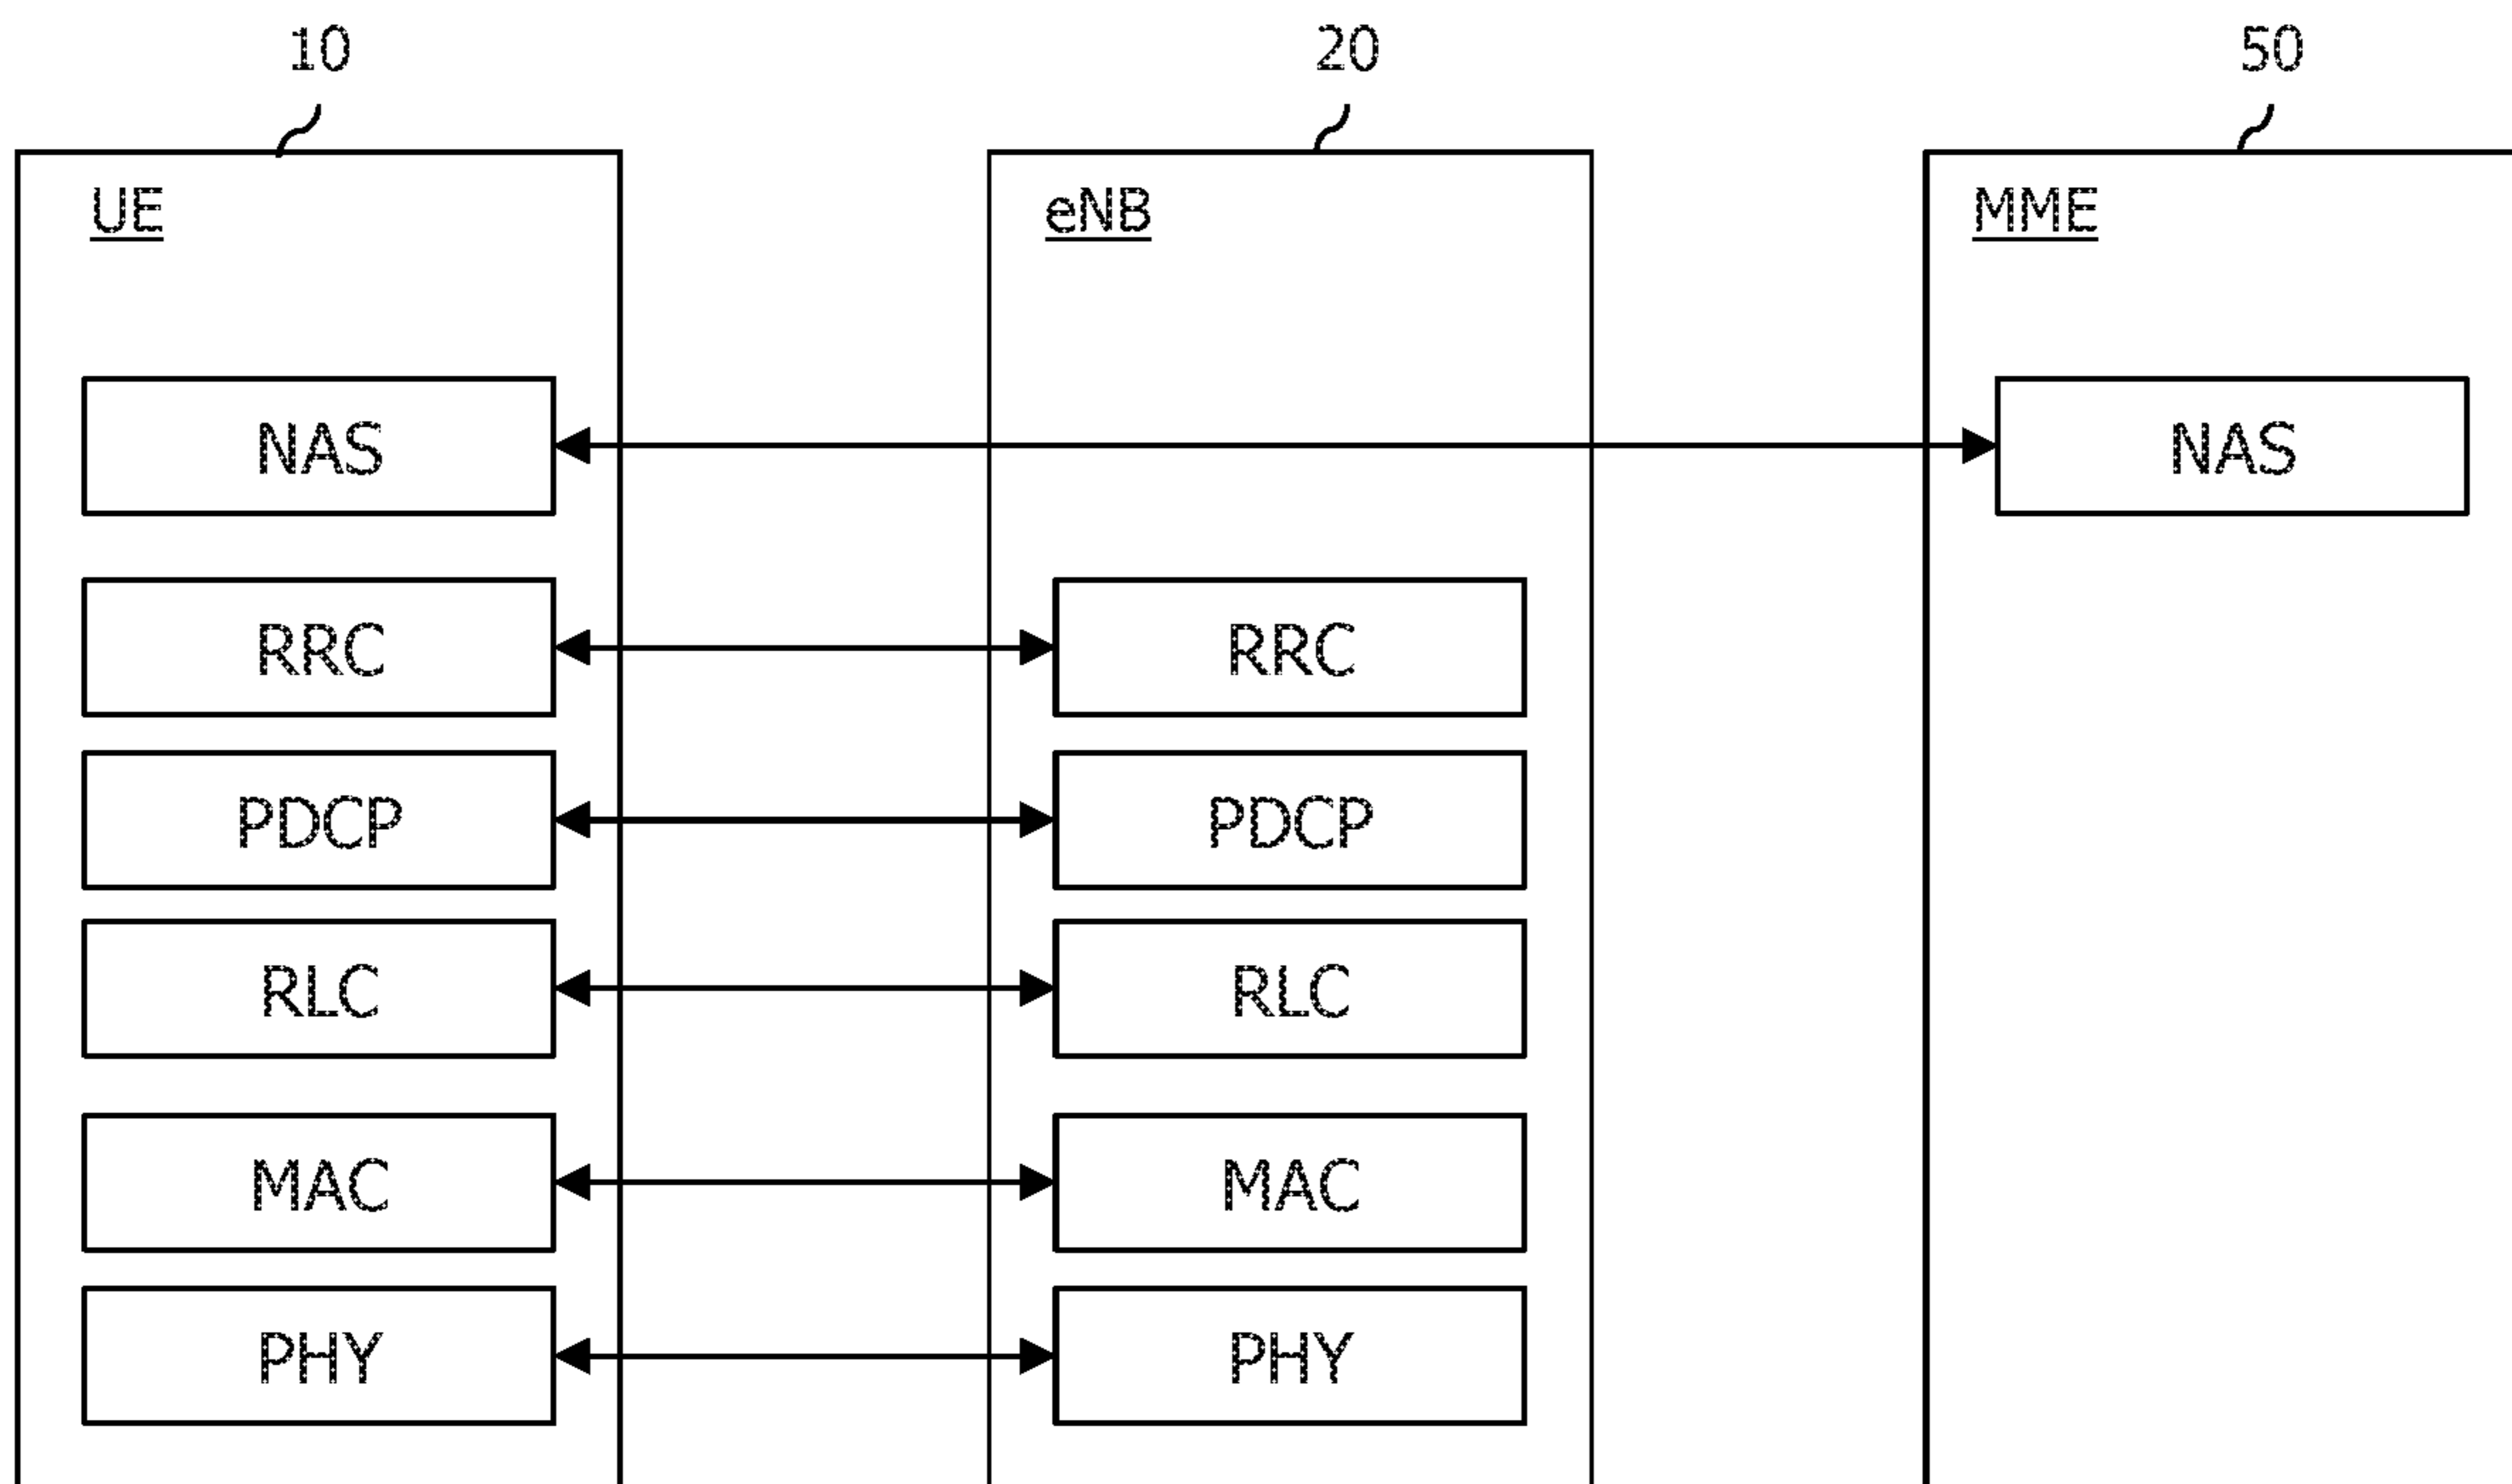 10 20 50
UE eNB MME
NAS NAS
RRC RRC
PDCP PDCP
RLC RLC
MAC MAC
PHY PHY